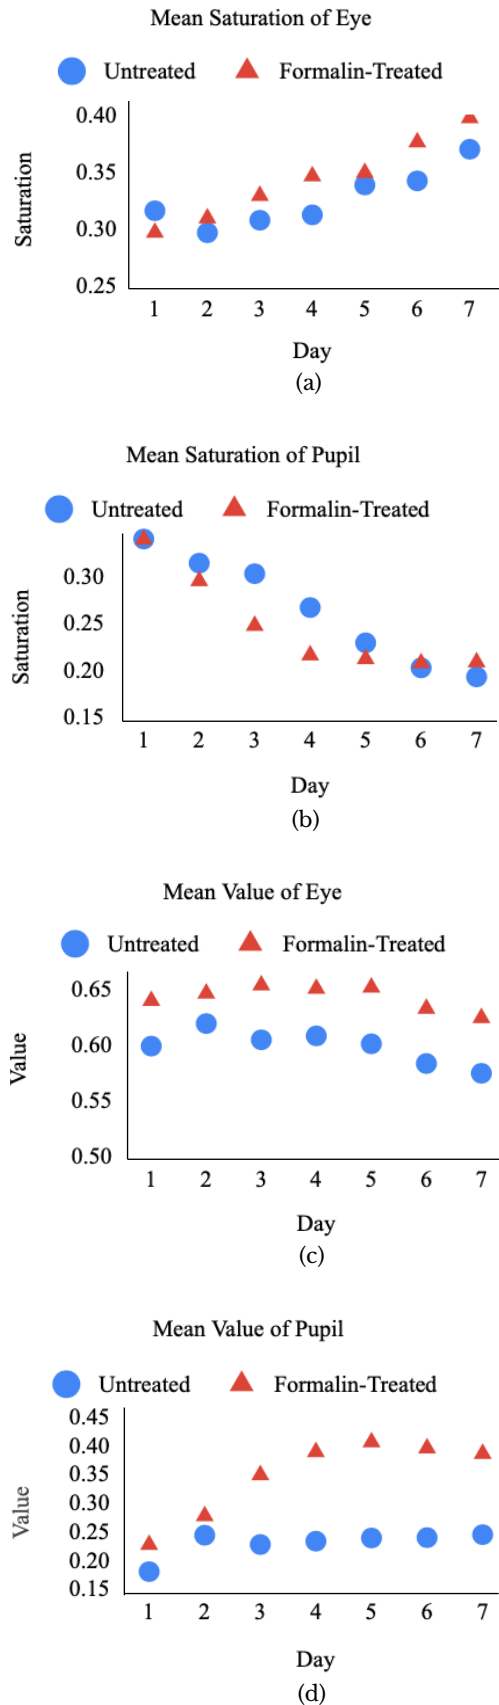 Mean Saturation of Eye
Untreated Formalin-Treated
0.40
0.35
0.30
0.25
Saturation
1 2 3 4 5 6 7
Day
(a)
Mean Saturation of Pupil
Untreated Formalin-Treated
0.30
0.25
0.20
0.15
Saturation
1 2 3 4 5 6 7
Day
(b)
Mean Value of Eye
Untreated Formalin-Treated
0.65
0.60
0.55
0.50
Value
1 2 3 4 5 6 7
Day
(c)
Mean Value of Pupil
Untreated Formalin-Treated
0.45
0.40
0.35
0.30
0.25
0.20
0.15
Value
1 2 3 4 5 6 7
Day
(d)